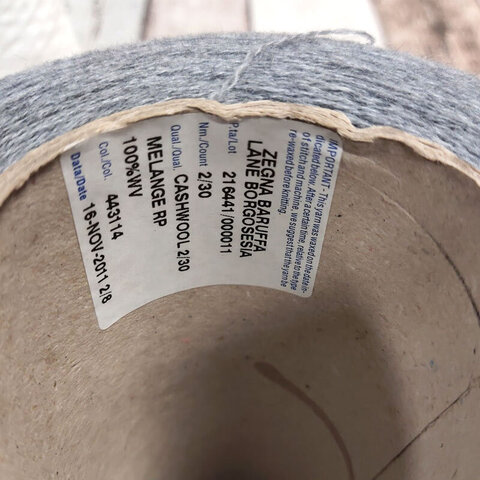 IMPORTANT - This yarn was waxed on the date in-
dicated below. After a certain time, relative to the type
of stitch and machine, we suggest that the yarn be
re-waxed before knitting.
ZEGNA BARUFFA
LANE BORGOSESIA
P.ta/Lot 216441/000011
Nm./Count 2/30
Qual./Qual. CASHWOOL 2/30
MELANGE RP
100%WV
Col./Col. 443114
Data/Date 16-NOV-2011 2/8